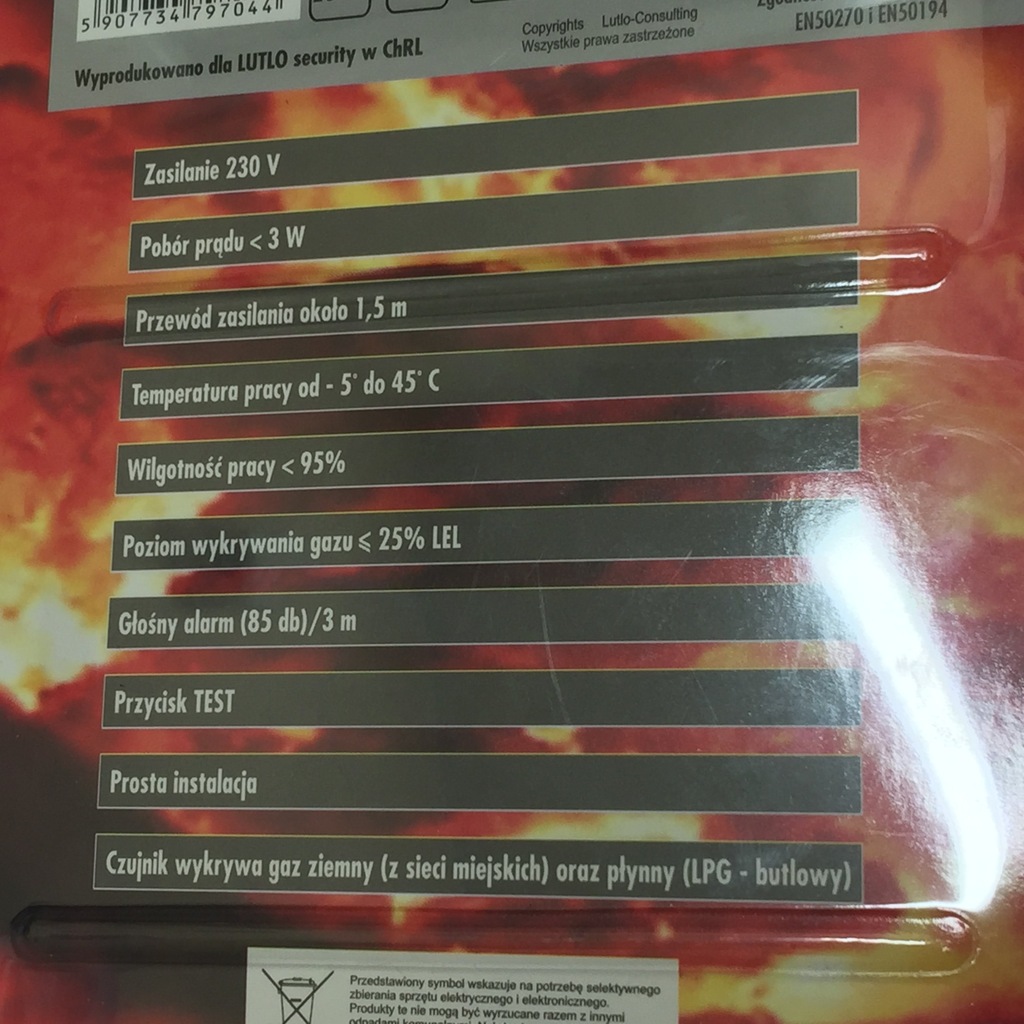 5 907734 797044
Wyprodukowano dla LUTLO security w ChRL
Copyrights Lutlo-Consulting
Wszystkie prawa zastrzeżone
EN50270 i EN50194
Zasilanie 230 V
Pobór prądu < 3 W
Przewód zasilania około 1,5 m
Temperatura pracy od - 5° do 45° C
Wilgotność pracy < 95%
Poziom wykrywania gazu ⩽ 25% LEL
Głośny alarm (85 db)/3 m
Przycisk TEST
Prosta instalacja
Czujnik wykrywa gaz ziemny (z sieci miejskich) oraz płynny (LPG - butlowy)
Przedstawiony symbol wskazuje na potrzebę selektywnego
zbierania sprzętu elektrycznego i elektronicznego.
Produkty te nie mogą być wyrzucane razem z innymi